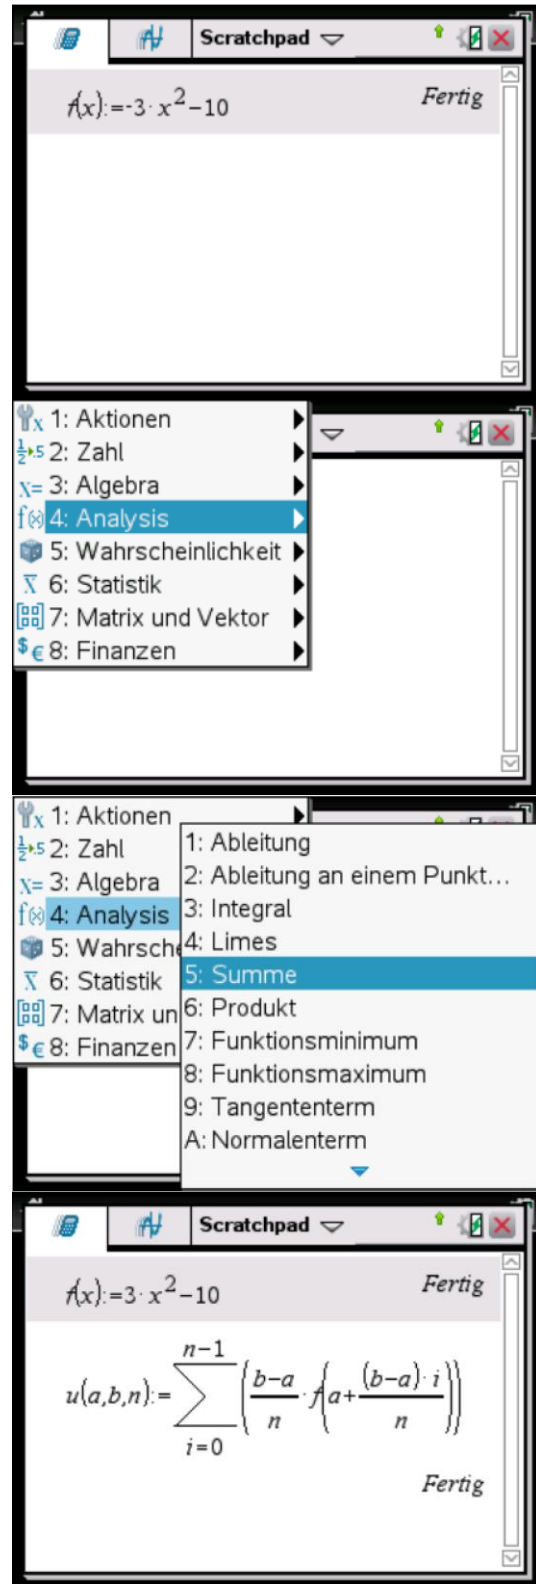 Scratchpad
f(x):=-3·x²-10 Fertig
1: Aktionen
2: Zahl
3: Algebra
4: Analysis
5: Wahrscheinlichkeit
6: Statistik
7: Matrix und Vektor
8: Finanzen
1: Aktionen
2: Zahl
3: Algebra
4: Analysis
5: Wahrsche
6: Statistik
7: Matrix un
8: Finanzen
1: Ableitung
2: Ableitung an einem Punkt...
3: Integral
4: Limes
5: Summe
6: Produkt
7: Funktionsminimum
8: Funktionsmaximum
9: Tangententerm
A: Normalenterm
Scratchpad
f(x):=3·x²-10 Fertig
n-1
u(a,b,n):=∑((b-a)/n·f(a+((b-a)·i)/n))
i=0
Fertig